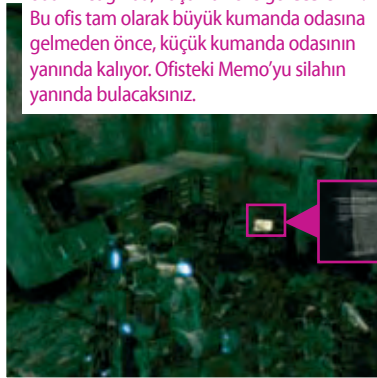 Bu ofis tam olarak büyük kumanda odasına
gelmeden önce, küçük kumanda odasının
yanında kalıyor. Ofisteki Memo’yu silahın
yanında bulacaksınız.